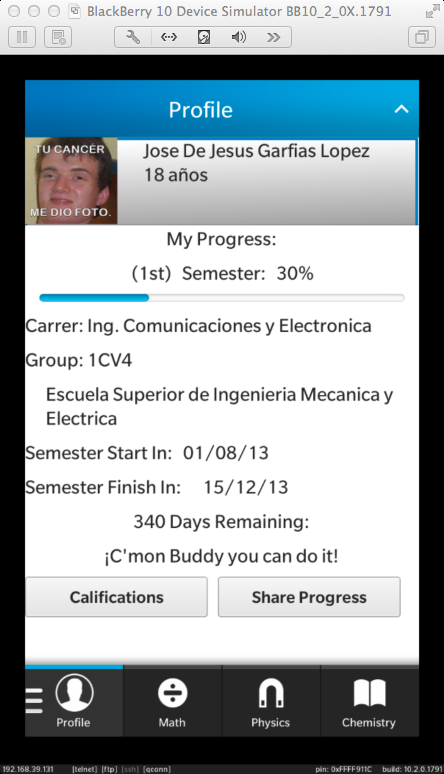 BlackBerry 10 Device Simulator BB10_2_0X.1791
Profile
TU CANCER
ME DIO FOTO.
Jose De Jesus Garfias Lopez
18 años
My Progress:
(1st) Semester: 30%
Carrer: Ing. Comunicaciones y Electronica
Group: 1CV4
Escuela Superior de Ingenieria Mecanica y
Electrica
Semester Start In: 01/08/13
Semester Finish In: 15/12/13
340 Days Remaining:
¡C'mon Buddy you can do it!
Califications Share Progress
Profile Math Physics Chemistry
192.168.39.131 [telnet] [ftp] [ssh] [qconn] pin: 0xFFFF911C build: 10.2.0.1791